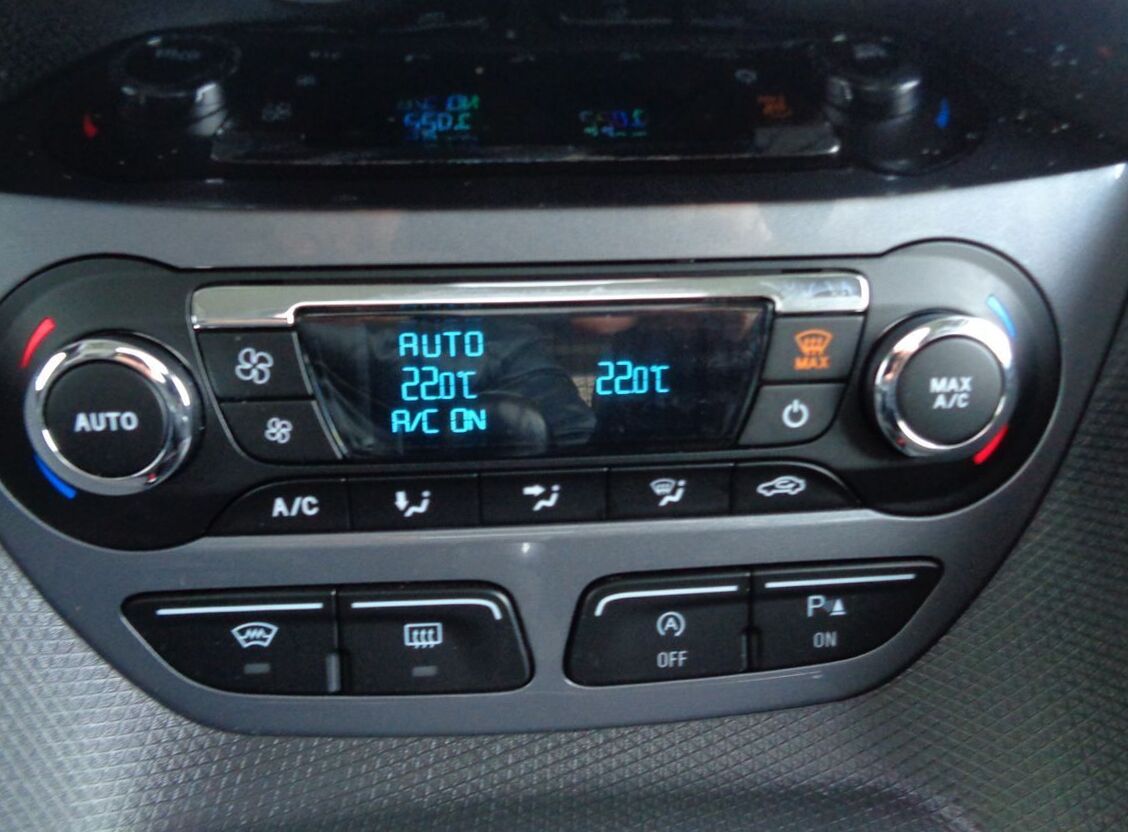 AUTO
22.0℃
A/C ON
22.0℃
MAX
AUTO
MAX
A/C
A/C
A
OFF
P
ON